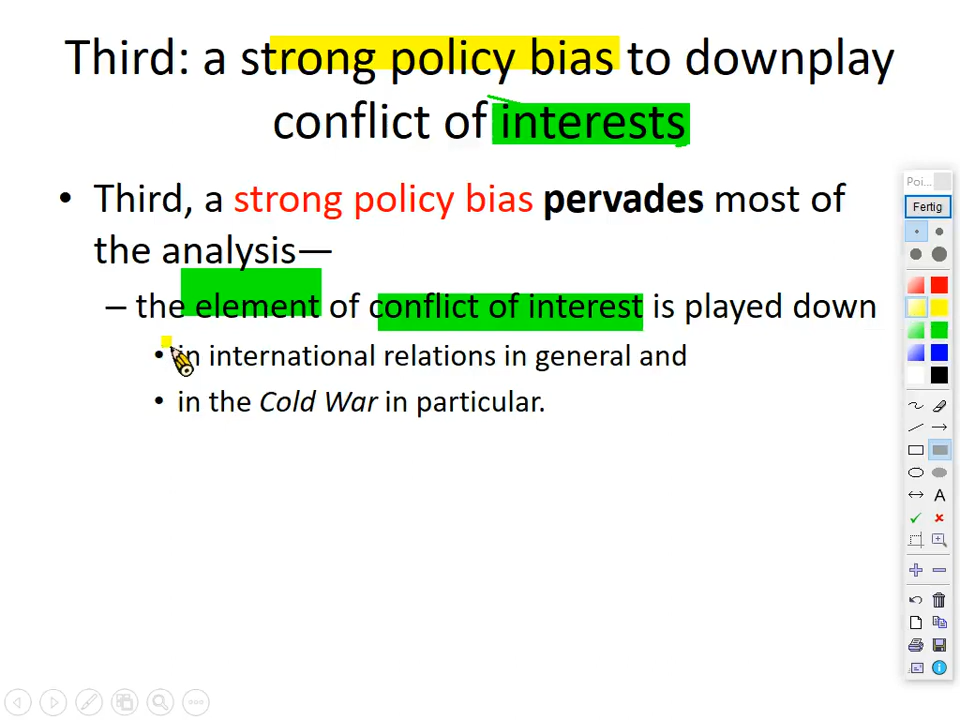 Third: a strong policy bias to downplay
conflict of interests
• Third, a strong policy bias pervades most of
the analysis—
– the element of conflict of interest is played down
• in international relations in general and
• in the Cold War in particular.
Poi...
Fertig
A